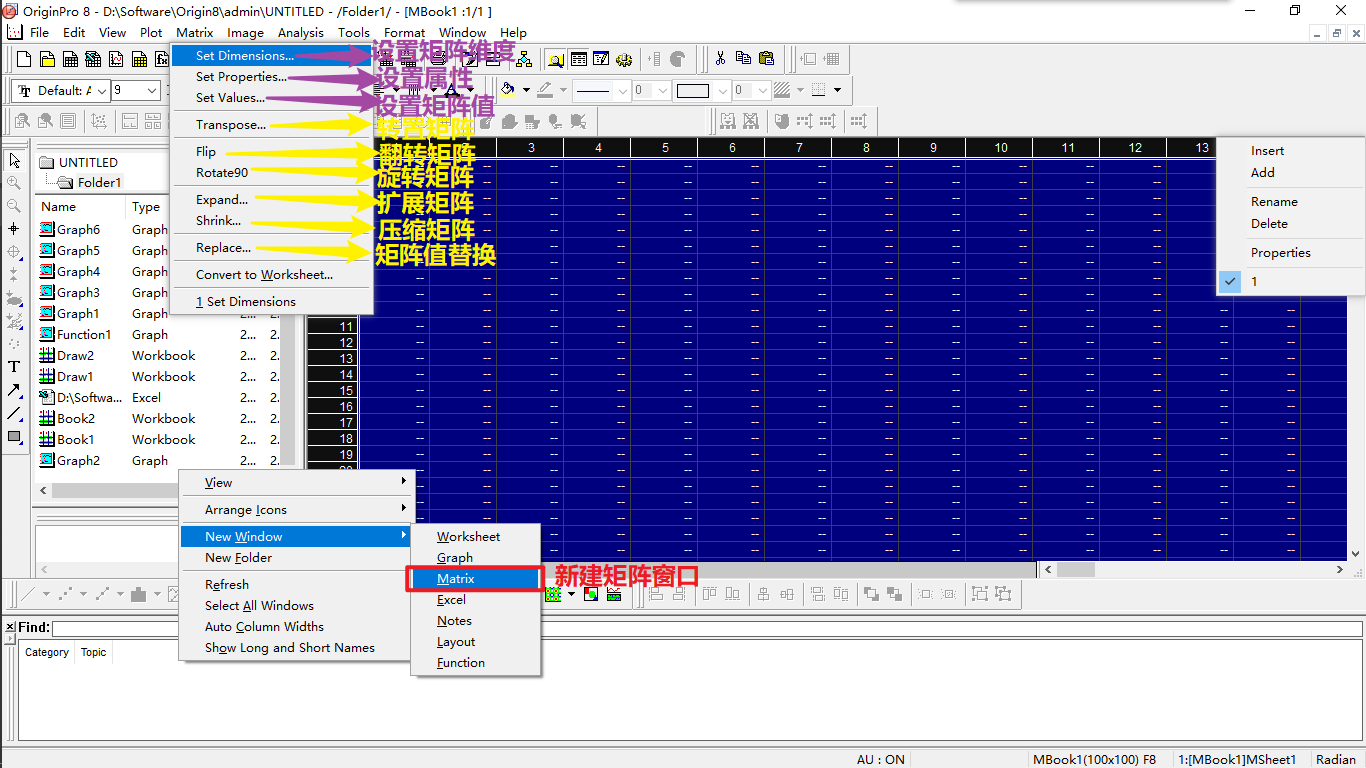 OriginPro 8 - D:\Software\Origin8\admin\UNTITLED - /Folder1/ - [MBook1 :1/1 ]
File Edit View Plot Matrix Image Analysis Tools Format Window Help
Set Dimensions... 设置矩阵维度
Set Properties... 设置属性
Set Values... 设置矩阵值
Transpose... 转置矩阵
Flip 翻转矩阵
Rotate90 旋转矩阵
Expand... 扩展矩阵
Shrink... 压缩矩阵
Replace... 矩阵值替换
Convert to Worksheet...
1 Set Dimensions
Default: A 9
0 0
3 4 5 6 7 8 9 10 11 12 13
Insert
Add
Rename
Delete
Properties
1
UNTITLED
Folder1
Name Type
Graph6 Graph
Graph5 Graph
Graph4 Graph
Graph3 Graph
Graph1 Graph 2... 2.
Function1 Graph 2... 2.
Draw2 Workbook 2... 2.
Draw1 Workbook 2... 2.
D:\Softwa... Excel 2... 2.
Book2 Workbook 2... 2.
Book1 Workbook 2... 2.
Graph2 Graph 2... 2.
11
12
13
14
15
16
17
18
19
View
Arrange Icons
New Window
New Folder
Refresh
Select All Windows
Auto Column Widths
Show Long and Short Names
Worksheet
Graph
Matrix 新建矩阵窗口
Excel
Notes
Layout
Function
Find:
Category Topic
AU : ON MBook1(100x100) F8 1:[MBook1]MSheet1 Radian